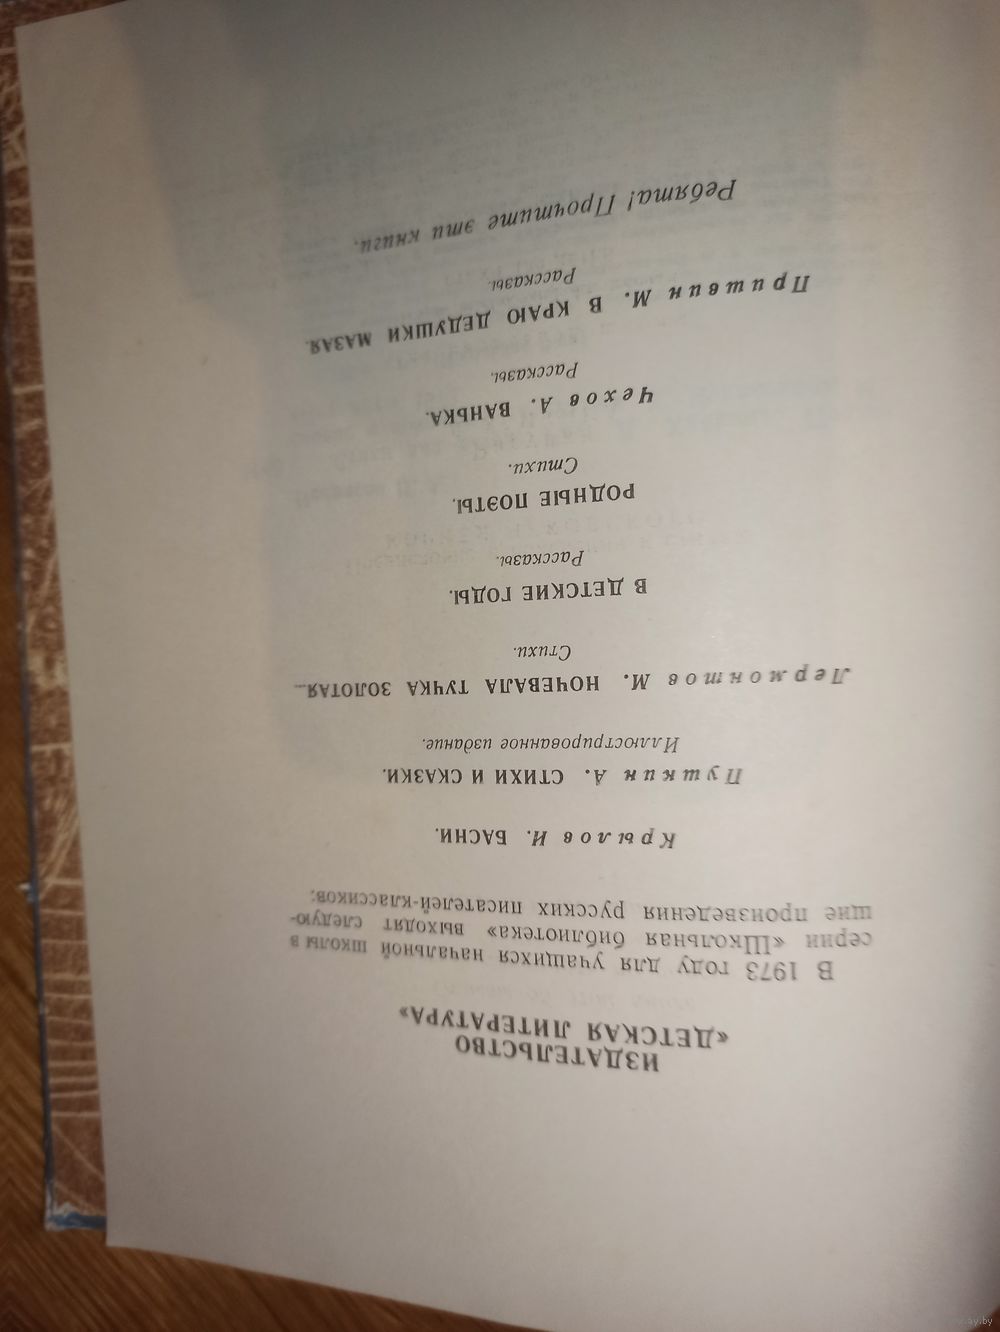 ИЗДАТЕЛЬСТВО
«ДЕТСКАЯ ЛИТЕРАТУРА»
В 1973 году для учащихся начальной школы в
серии «Школьная библиотека» выходят следую-
щие произведения русских писателей-классиков:
Крылов И. БАСНИ.
Пушкин А. СТИХИ И СКАЗКИ.
Иллюстрированное издание.
Лермонтов М. НОЧЕВАЛА ТУЧКА ЗОЛОТАЯ...
Стихи.
В ДЕТСКИЕ ГОДЫ.
Рассказы.
РОДНЫЕ ПОЭТЫ.
Стихи.
Чехов А. ВАНЬКА.
Рассказы.
Пришвин М. В КРАЮ ДЕДУШКИ МАЗАЯ.
Рассказы.
Ребята! Прочтите эти книги.